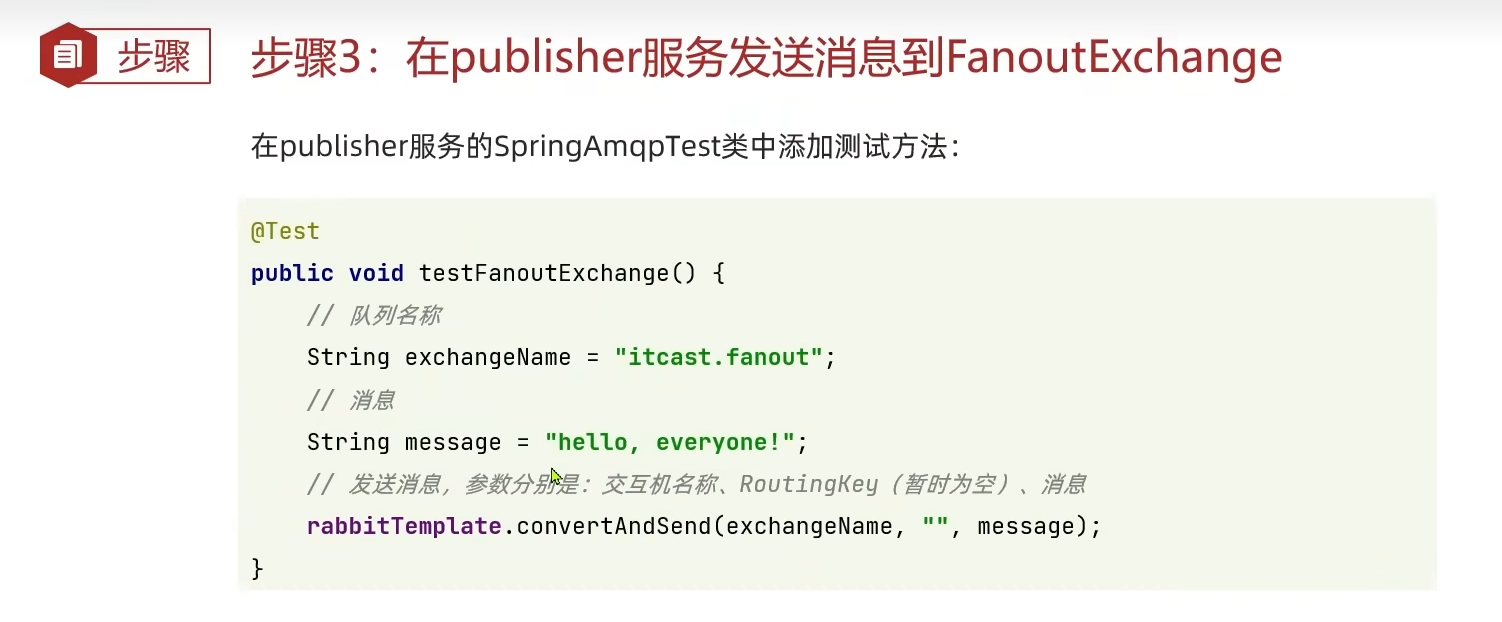 步骤
步骤3：在publisher服务发送消息到FanoutExchange
在publisher服务的SpringAmqpTest类中添加测试方法：
@Test
public void testFanoutExchange() {
    // 队列名称
    String exchangeName = "itcast.fanout";
    // 消息
    String message = "hello, everyone!";
    // 发送消息，参数分别是：交互机名称、RoutingKey（暂时为空）、消息
    rabbitTemplate.convertAndSend(exchangeName, "", message);
}